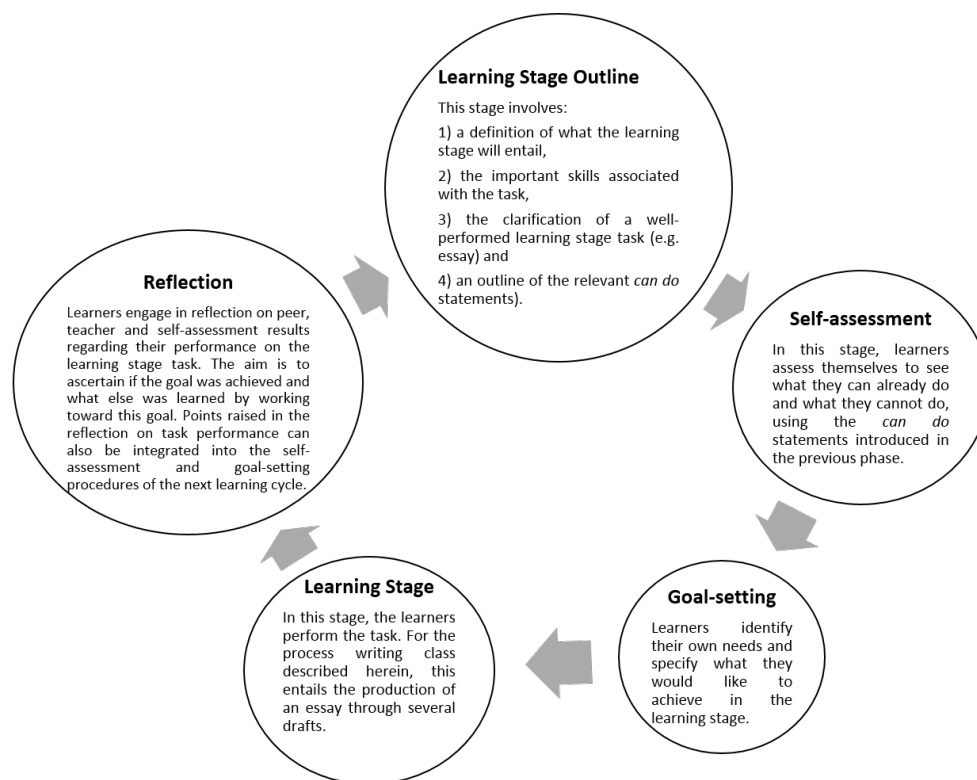 Learning Stage Outline
This stage involves:
1) a definition of what the learning
stage will entail,
2) the important skills associated
with the task,
3) the clarification of a well-
performed learning stage task (e.g.
essay) and
4) an outline of the relevant can do
statements).
Self-assessment
In this stage, learners
assess themselves to see
what they can already do
and what they cannot do,
using the can do
statements introduced in
the previous phase.
Goal-setting
Learners identify
their own needs and
specify what they
would like to
achieve in the
learning stage.
Learning Stage
In this stage, the learners
perform the task. For the
process writing class
described herein, this
entails the production of
an essay through several
drafts.
Reflection
Learners engage in reflection on peer,
teacher and self-assessment results
regarding their performance on the
learning stage task. The aim is to
ascertain if the goal was achieved and
what else was learned by working
toward this goal. Points raised in the
reflection on task performance can
also be integrated into the self-
assessment and goal-setting
procedures of the next learning cycle.